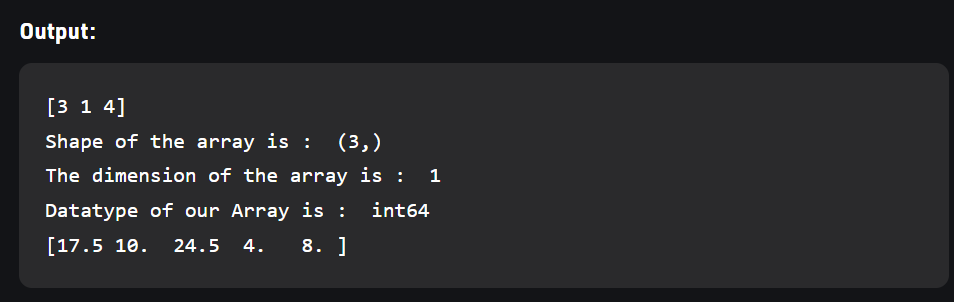 Output:
[3 1 4]
Shape of the array is :  (3,)
The dimension of the array is :  1
Datatype of our Array is :  int64
[17.5 10.  24.5  4.   8. ]